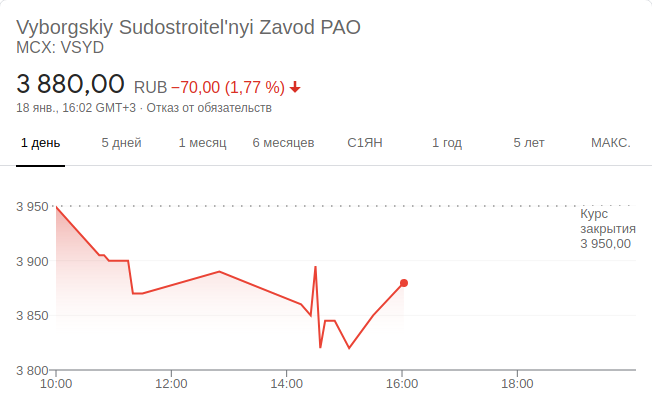 Vyborgskiy Sudostroitel'nyi Zavod PAO
MCX: VSYD
3 880,00 RUB −70,00 (1,77 %)
18 янв., 16:02 GMT+3 · Отказ от обязательств
1 день 5 дней 1 месяц 6 месяцев С1ЯН 1 год 5 лет МАКС.
3 950
Курс
закрытия
3 950,00
3 900
3 850
3 800
10:00 12:00 14:00 16:00 18:00